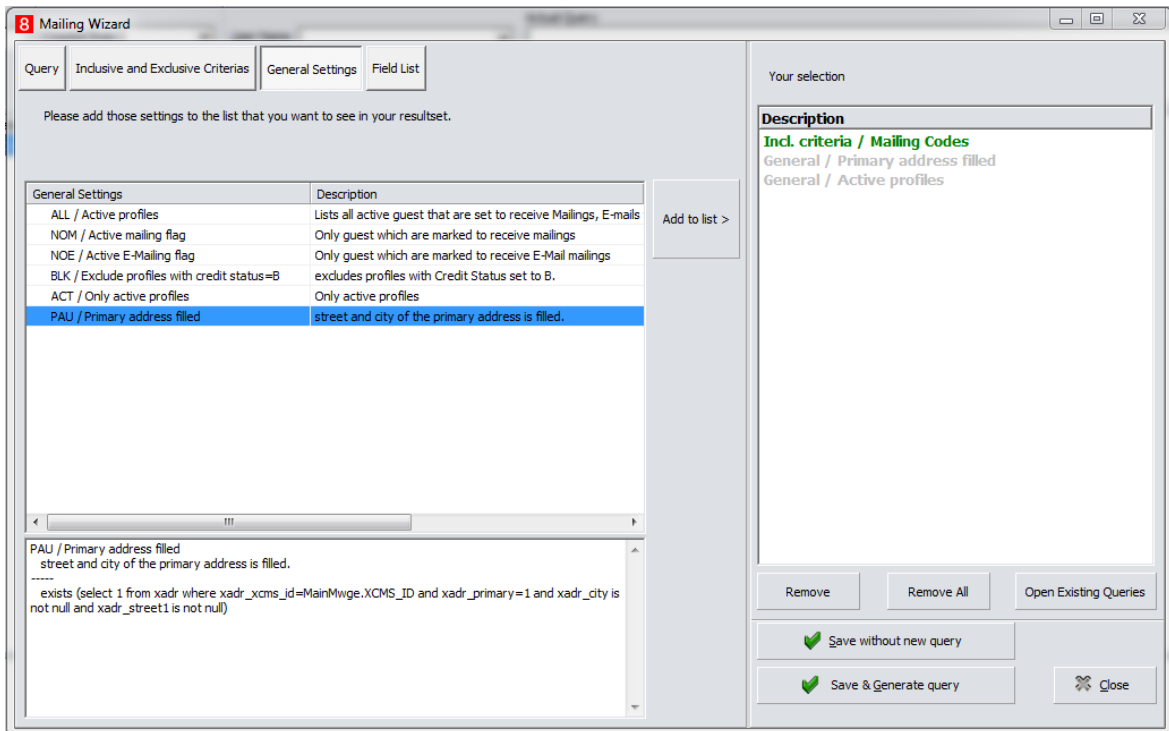 8 Mailing Wizard
Query
Inclusive and Exclusive Criterias
General Settings
Field List
Please add those settings to the list that you want to see in your resultset.
General Settings Description
ALL / Active profiles Lists all active guest that are set to receive Mailings, E-mails
NOM / Active mailing flag Only guest which are marked to receive mailings
NOE / Active E-Mailing flag Only guest which are marked to receive E-Mail mailings
BLK / Exclude profiles with credit status=B excludes profiles with Credit Status set to B.
ACT / Only active profiles Only active profiles
PAU / Primary address filled street and city of the primary address is filled.
Add to list >
PAU / Primary address filled
street and city of the primary address is filled.
-----
exists (select 1 from xadr where xadr_xcms_id=MainMwge.XCMS_ID and xadr_primary=1 and xadr_city is
not null and xadr_street1 is not null)
Your selection
Description
Incl. criteria / Mailing Codes
General / Primary address filled
General / Active profiles
Remove
Remove All
Open Existing Queries
Save without new query
Save & Generate query
Close